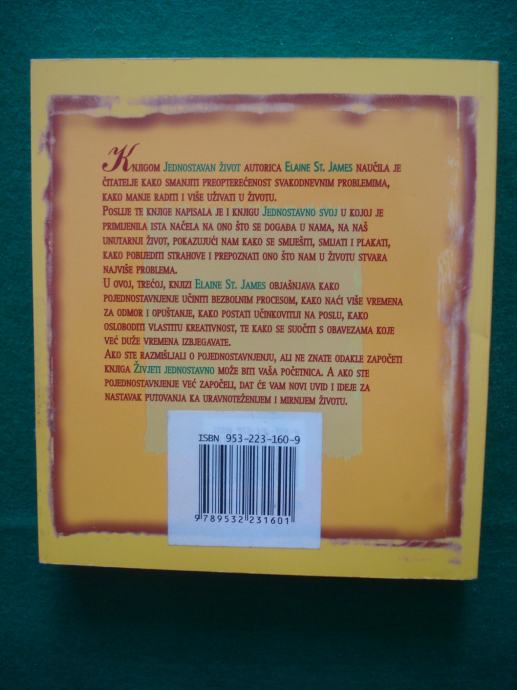 Knjigom Jednostavan život autorica Elaine St. James naučila je
čitatelje kako smanjiti preopterećenost svakodnevnim problemima,
kako manje raditi i više uživati u životu.
Poslije te knjige napisala je i knjigu Jednostavno svoj u kojoj je
primijenila ista načela na ono što se događa u nama, na naš
unutarnji život, pokazujući nam kako se smješiti, smijati i plakati,
kako pobijediti strahove i prepoznati ono što nam u životu stvara
najviše problema.
U ovoj, trećoj, knjizi Elaine St. James objašnjava kako
pojednostavnjenje učiniti bezbolnim procesom, kako naći više vremena
za odmor i opuštanje, kako postati učinkovitiji na poslu, kako
osloboditi vlastitu kreativnost, te kako se suočiti s obavezama koje
već duže vremena izbjegavate.
Ako ste razmišljali o pojednostavnjenju, ali ne znate odakle započeti
knjiga Živjeti jednostavno može biti vaša početnica. A ako ste
pojednostavnjenje već započeli, dat će vam novi uvid i ideje za
nastavak putovanja ka uravnoteženijem i mirnijem životu.
ISBN 953-223-160-9
9 789532 231601